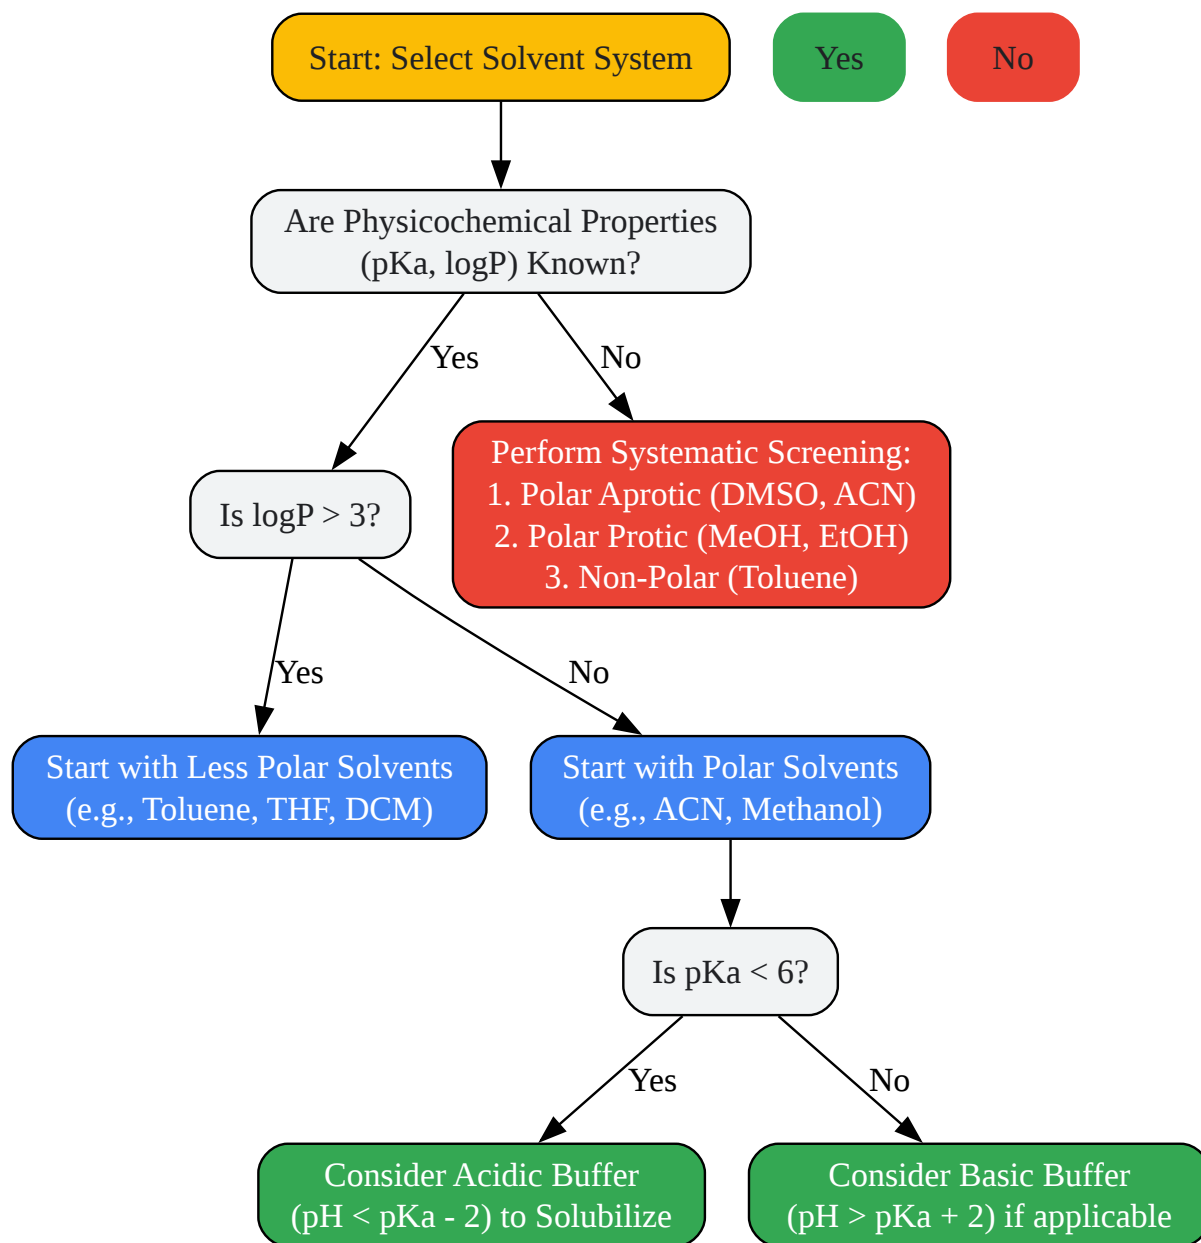 Start: Select Solvent System
Yes
No
Are Physicochemical Properties
(pKa, logP) Known?
Yes
No
Perform Systematic Screening:
1. Polar Aprotic (DMSO, ACN)
2. Polar Protic (MeOH, EtOH)
3. Non-Polar (Toluene)
Is logP > 3?
Yes
No
Start with Less Polar Solvents
(e.g., Toluene, THF, DCM)
Start with Polar Solvents
(e.g., ACN, Methanol)
Is pKa < 6?
Yes
No
Consider Acidic Buffer
(pH < pKa - 2) to Solubilize
Consider Basic Buffer
(pH > pKa + 2) if applicable